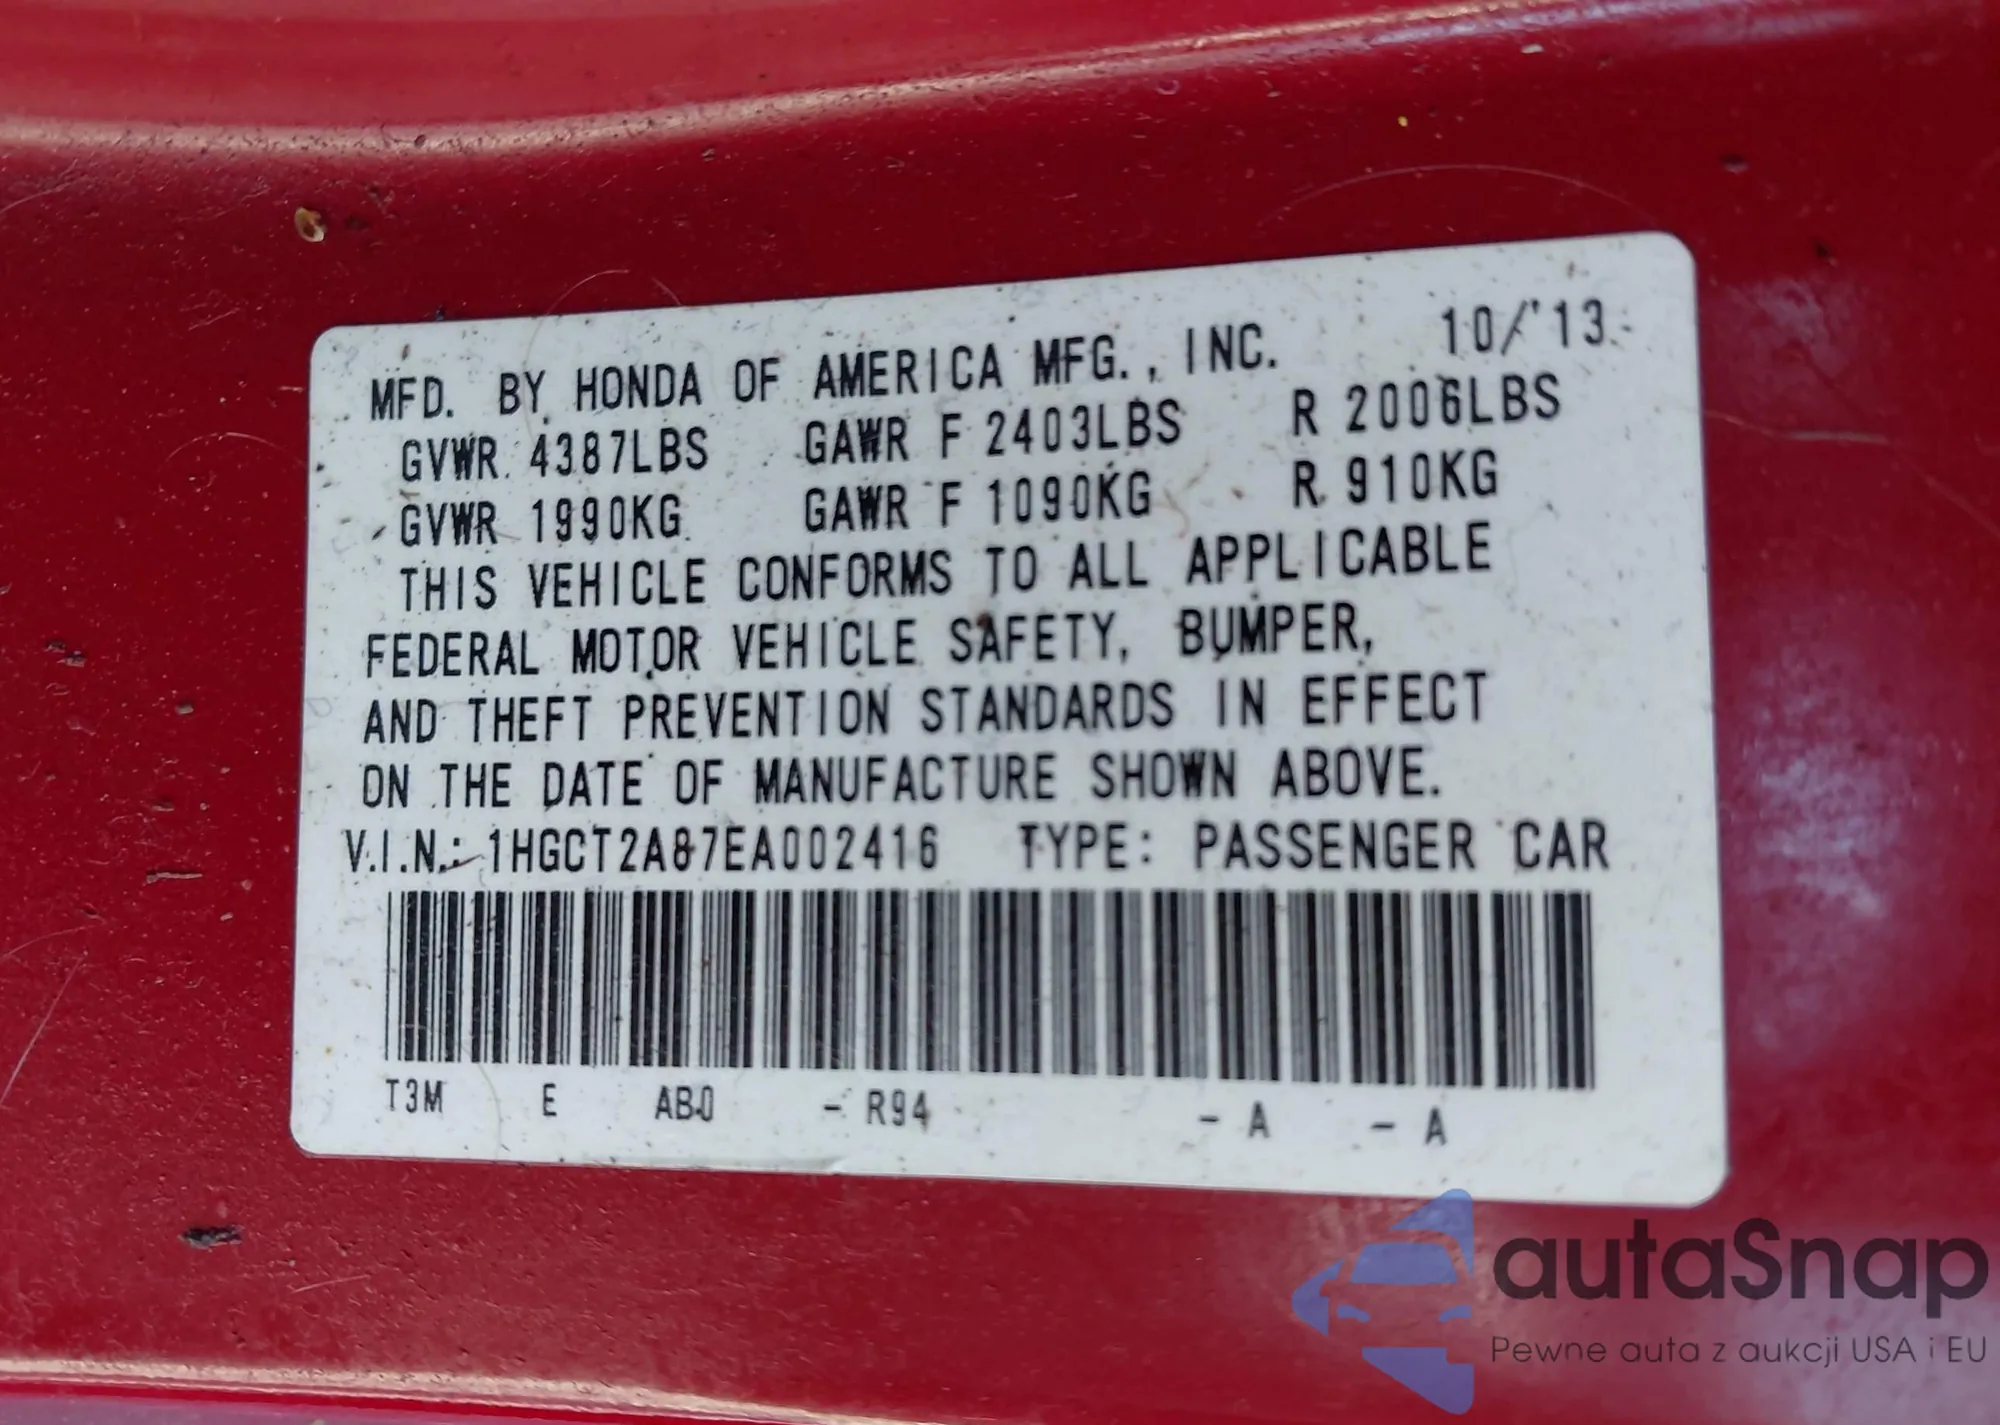 MFD. BY HONDA OF AMERICA MFG., INC. 10/'13
GVWR 4387LBS GAWR F 2403LBS R 2006LBS
GVWR 1990KG GAWR F 1090KG R 910KG
THIS VEHICLE CONFORMS TO ALL APPLICABLE
FEDERAL MOTOR VEHICLE SAFETY, BUMPER,
AND THEFT PREVENTION STANDARDS IN EFFECT
ON THE DATE OF MANUFACTURE SHOWN ABOVE.
V.I.N.: 1HGCT2A87EA002416 TYPE: PASSENGER CAR
T3M E AB0 - R94 - A - A
autaSnap
Pewne auta z aukcji USA i EU